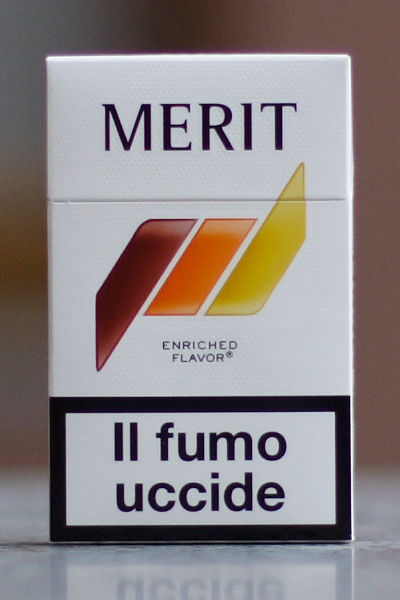 MERIT
ENRICHED
FLAVOR®
Il fumo
uccide